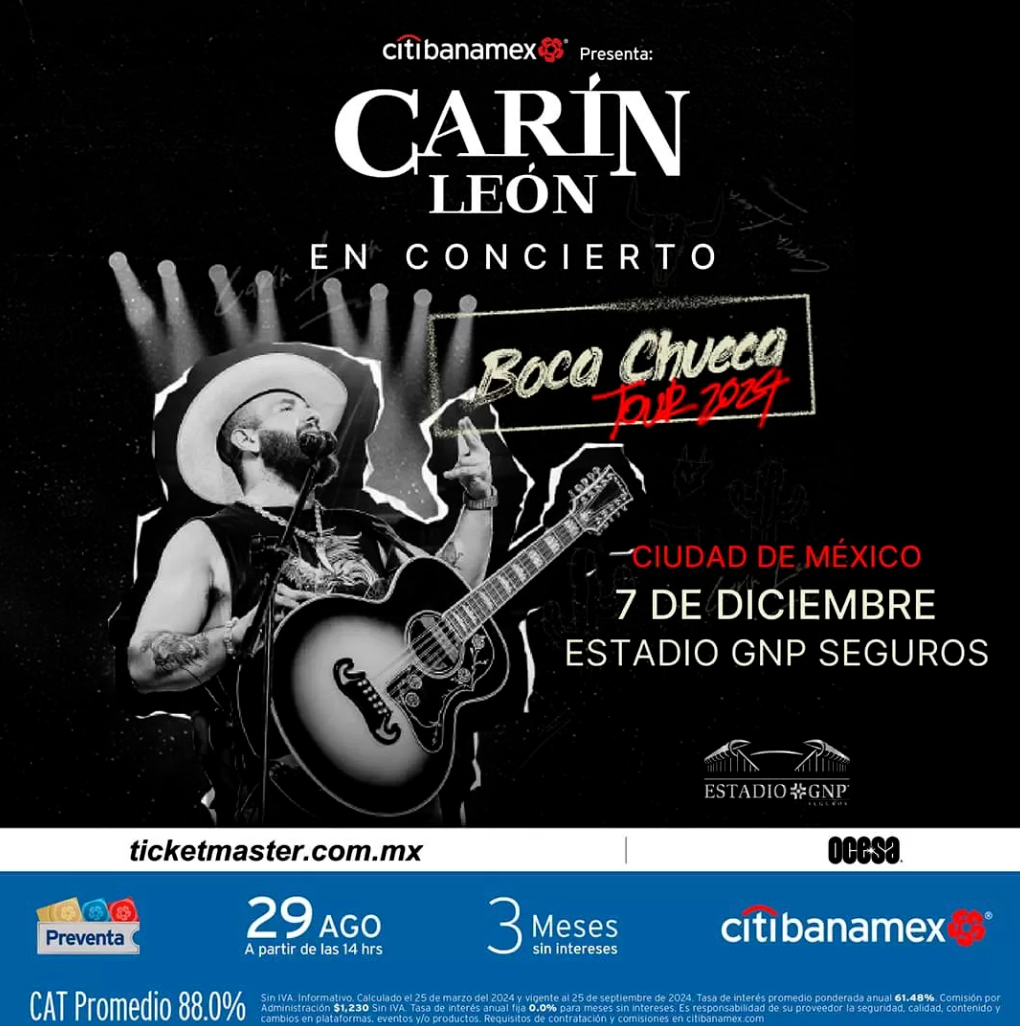 citibanamex® Presenta:
CARÍN
LEÓN
EN CONCIERTO
Boca Chueca
Tour 2024
CIUDAD DE MÉXICO
7 DE DICIEMBRE
ESTADIO GNP SEGUROS
ESTADIO GNP
SEGUROS
ticketmaster.com.mx
ocesa
Preventa
29 AGO
A partir de las 14 hrs
3 Meses
sin intereses
citibanamex®
CAT Promedio 88.0%
Sin IVA. Informativo. Calculado el 25 de marzo del 2024 y vigente al 25 de septiembre de 2024. Tasa de interés promedio ponderada anual 61.48%. Comisión por
Administración $1,230 Sin IVA. Tasa de interés anual fija 0.0% para meses sin intereses. Es responsabilidad de su proveedor la seguridad, calidad, contenido y
cambios en plataformas, eventos y/o productos. Requisitos de contratación y comisiones en citibanamex.com